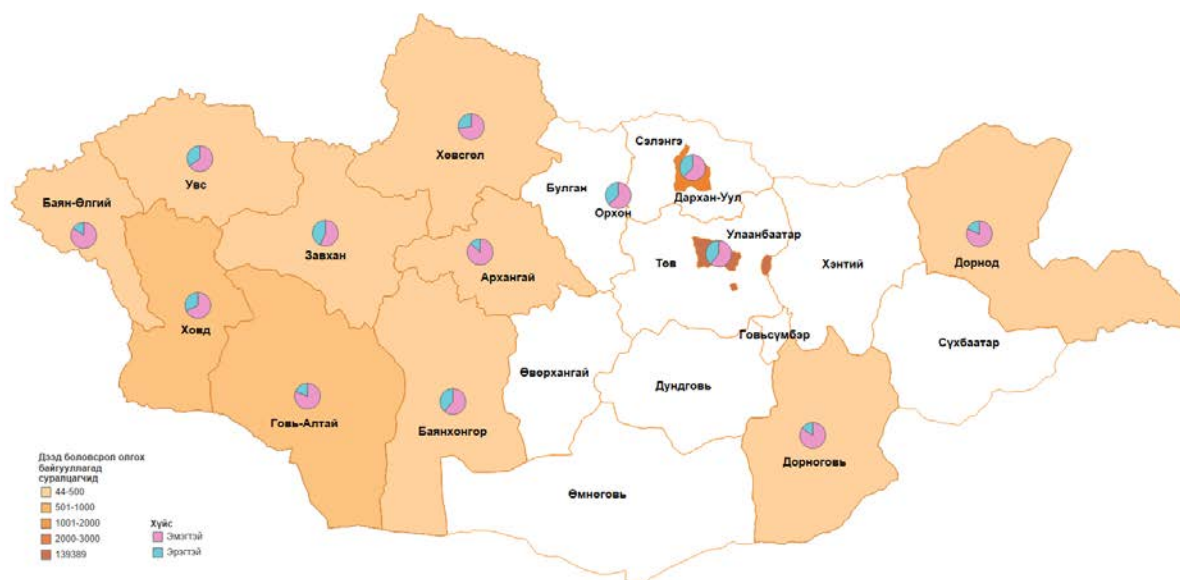 Хөвсгөл
Сэлэнгэ
Увс
Булган
Дархан-Уул
Баян-Өлгий
Орхон
Завхан
Улаанбаатар
Архангай
Төв
Хэнтий
Дорнод
Ховд
Говьсүмбэр
Сүхбаатар
Өвөрхангай
Дундговь
Говь-Алтай
Баянхонгор
Дорноговь
Өмнөговь
Дээд боловсрол олгох
байгууллагад
суралцагчид
44-500
501-1000
1001-2000
2000-3000
139389
Хүйс
Эмэгтэй
Эрэгтэй